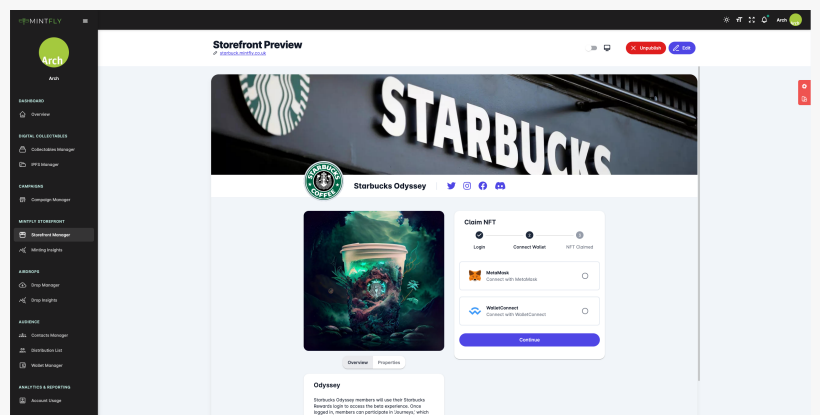 MINTFLY
Arch
Arch
Arch
DASHBOARD
Overview
DIGITAL COLLECTABLES
Collectables Manager
IPFS Manager
CAMPAIGNS
Campaign Manager
MINTFLY STOREFRONT
Storefront Manager
Minting Insights
AIRDROPS
Drop Manager
Drop Insights
AUDIENCE
Contacts Manager
Distribution List
Wallet Manager
ANALYTICS & REPORTING
Account Usage
Storefront Preview
starbuck.mintfly.co.uk
Unpublish
Edit
STARBUCKS
STARBUCKS
COFFEE
Starbucks Odyssey
Claim NFT
2
3
Login
Connect Wallet
NFT Claimed
MetaMask
Connect with MetaMask
WalletConnect
Connect with WalletConnect
Continue
Overview
Properties
Odyssey
Starbucks Odyssey members will use their Starbucks
Rewards login to access the beta experience. Once
logged in, members can participate in 'Journeys,' which